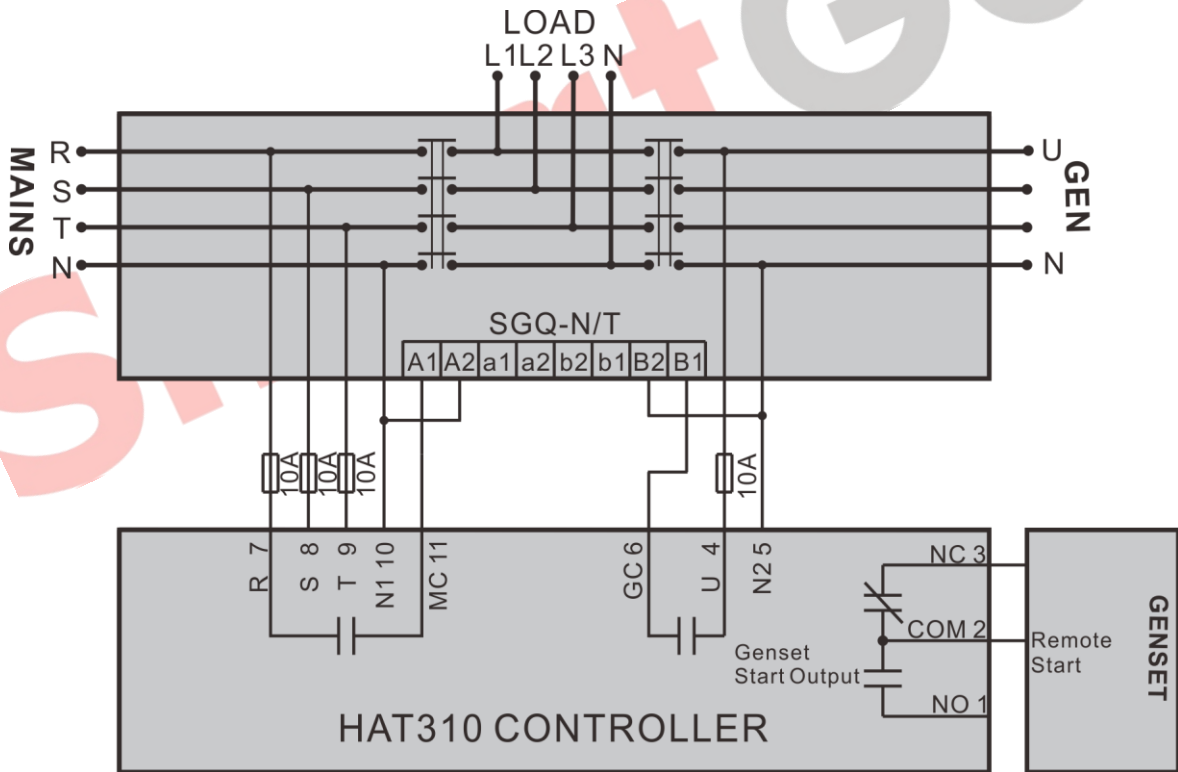 LOAD
L1 L2 L3 N
MAINS
R
S
T
N
U
GEN
N
SGQ-N/T
A1 A2 a1 a2 b2 b1 B2 B1
10A 10A 10A 10A
R 7
S 8
T 9
N1 10
MC 11
GC 6
U 4
N2 5
NC 3
COM 2
NO 1
Genset
Start Output
Remote
Start
GENSET
HAT310 CONTROLLER